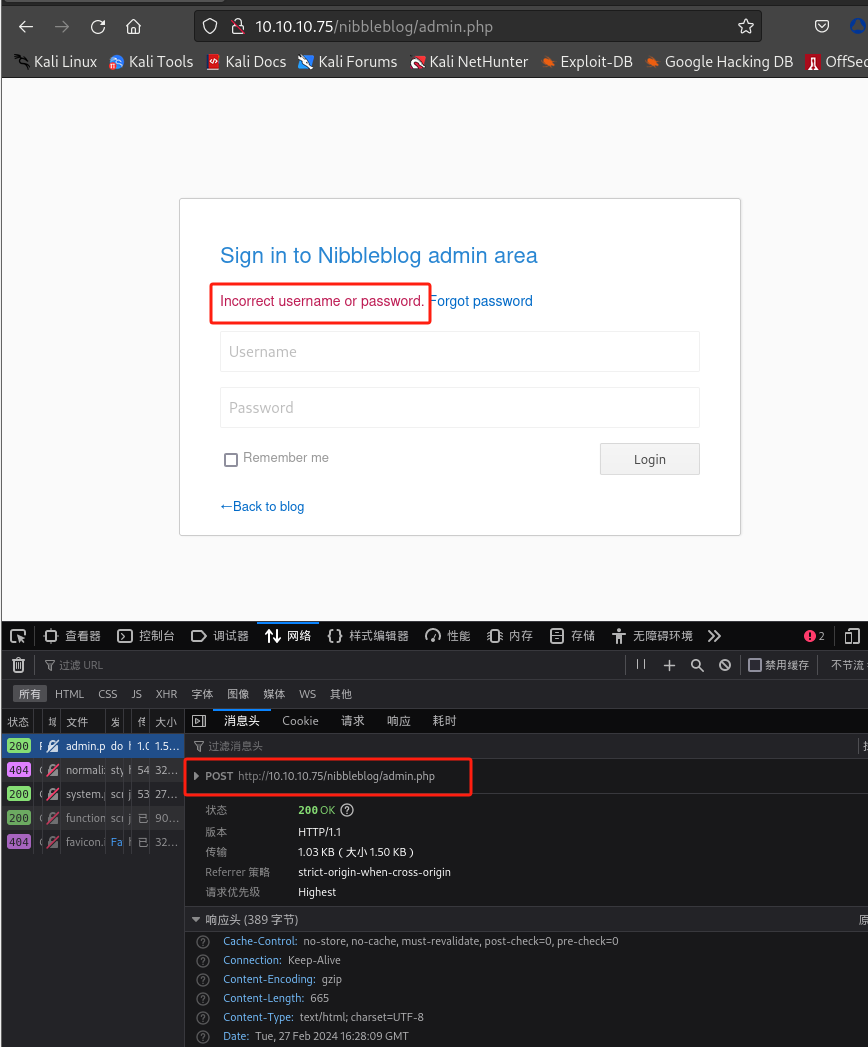 10.10.10.75/nibbleblog/admin.php
Kali Linux Kali Tools Kali Docs Kali Forums Kali NetHunter Exploit-DB Google Hacking DB OffSec
Sign in to Nibbleblog admin area
Incorrect username or password. Forgot password
Username
Password
Remember me
Login
←Back to blog
查看器 控制台 调试器 网络 样式编辑器 性能 内存 存储 无障碍环境 2
过滤 URL
禁用缓存 不节流
所有 HTML CSS JS XHR 字体 图像 媒体 WS 其他
状态 域 文件 发 传 大小 消息头 Cookie 请求 响应 耗时
过滤消息头
200 admin.p do 1.0 1.5…
404 normali: sty 54 32…
200 system. scr 53 27…
200 function scr 已 90…
404 favicon.i Fa 已 32…
POST http://10.10.10.75/nibbleblog/admin.php
状态 200 OK
版本 HTTP/1.1
传输 1.03 KB（大小 1.50 KB）
Referrer 策略 strict-origin-when-cross-origin
请求优先级 Highest
响应头 (389 字节)
Cache-Control: no-store, no-cache, must-revalidate, post-check=0, pre-check=0
Connection: Keep-Alive
Content-Encoding: gzip
Content-Length: 665
Content-Type: text/html; charset=UTF-8
Date: Tue, 27 Feb 2024 16:28:09 GMT